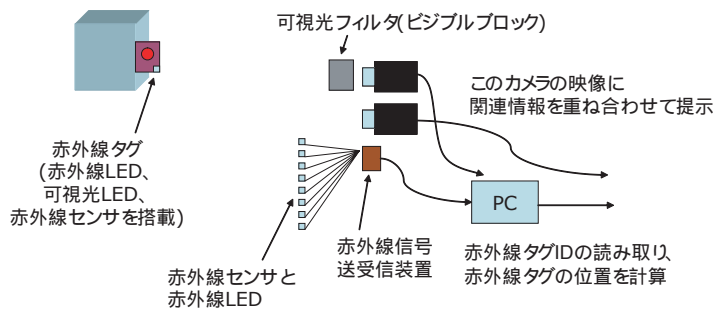 可視光フィルタ(ビジブルブロック)
このカメラの映像に
関連情報を重ね合わせて提示
赤外線タグ
(赤外線LED、
可視光LED、
赤外線センサを搭載)
PC
赤外線信号
送受信装置
赤外線タグIDの読み取り、
赤外線タグの位置を計算
赤外線センサと
赤外線LED